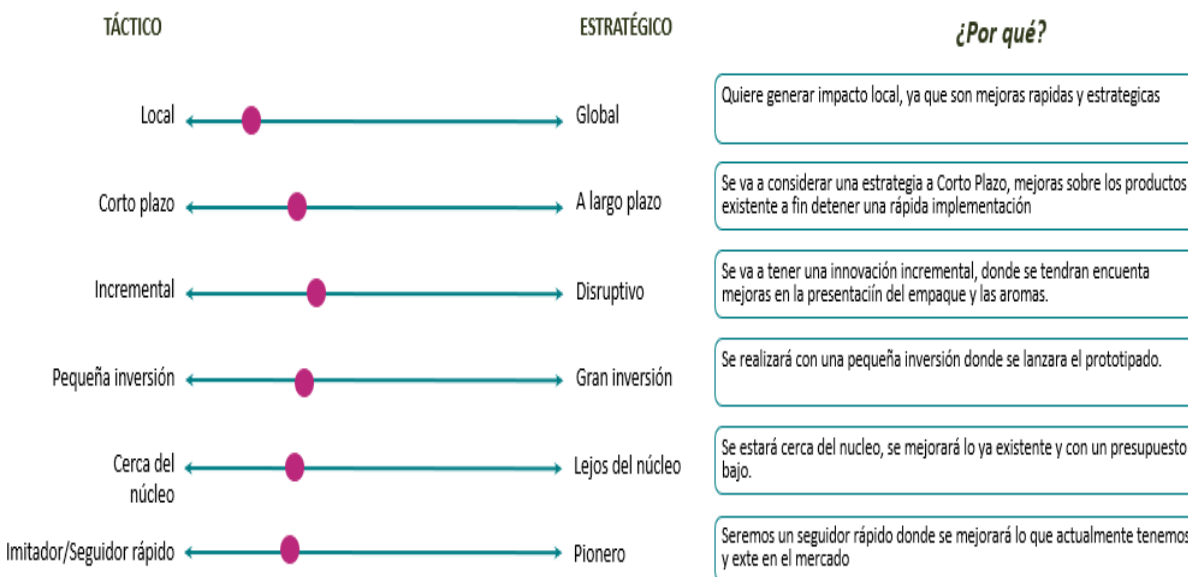 TÁCTICO
ESTRATÉGICO
¿Por qué?
Local
Global
Quiere generar impacto local, ya que son mejoras rapidas y estrategicas
Corto plazo
A largo plazo
Se va a considerar una estrategia a Corto Plazo, mejoras sobre los productos
existente a fin detener una rápida implementación
Incremental
Disruptivo
Se va a tener una innovación incremental, donde se tendran encuenta
mejoras en la presentaciín del empaque y las aromas.
Pequeña inversión
Gran inversión
Se realizará con una pequeña inversión donde se lanzara el prototipado.
Cerca del
núcleo
Lejos del núcleo
Se estará cerca del nucleo, se mejorará lo ya existente y con un presupuesto
bajo.
Imitador/Seguidor rápido
Pionero
Seremos un seguidor rápido donde se mejorará lo que actualmente tenemos
y exte en el mercado